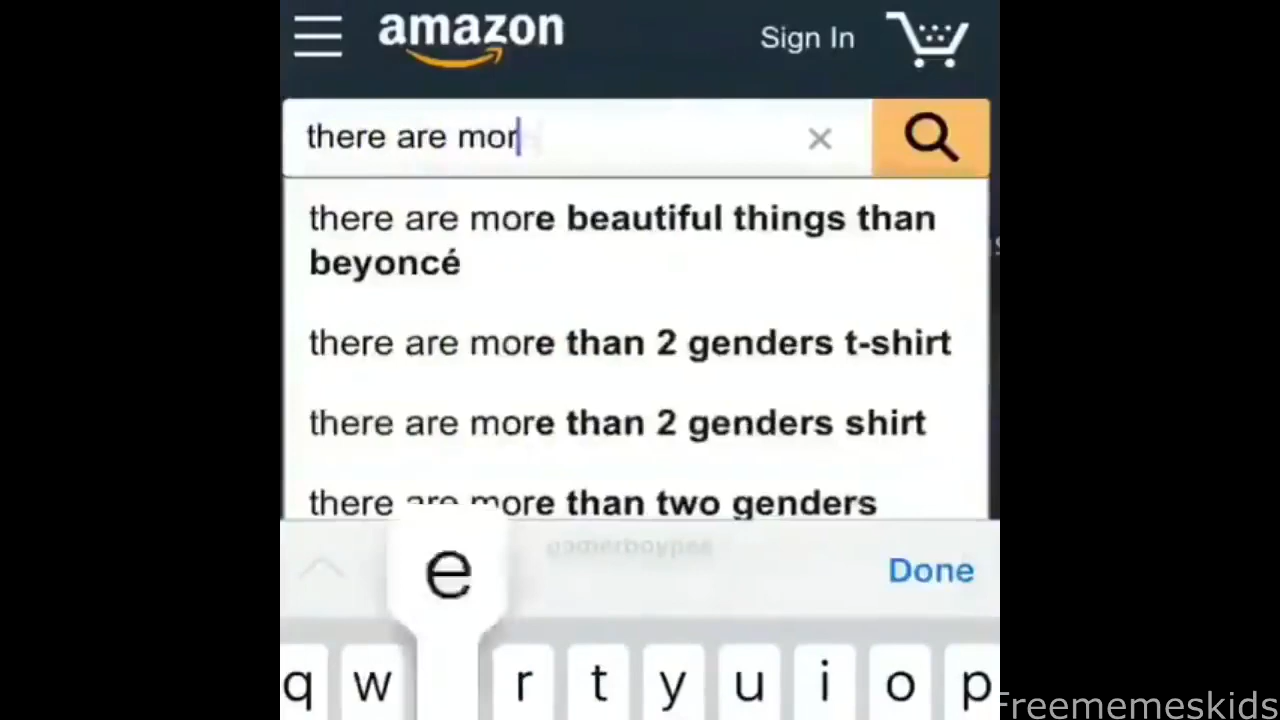 amazon
Sign In
there are mor
there are more beautiful things than
beyoncé
there are more than 2 genders t-shirt
there are more than 2 genders shirt
there are more than two genders
gamerboypee
Done
e
q w r t y u i o p
Freememeskids